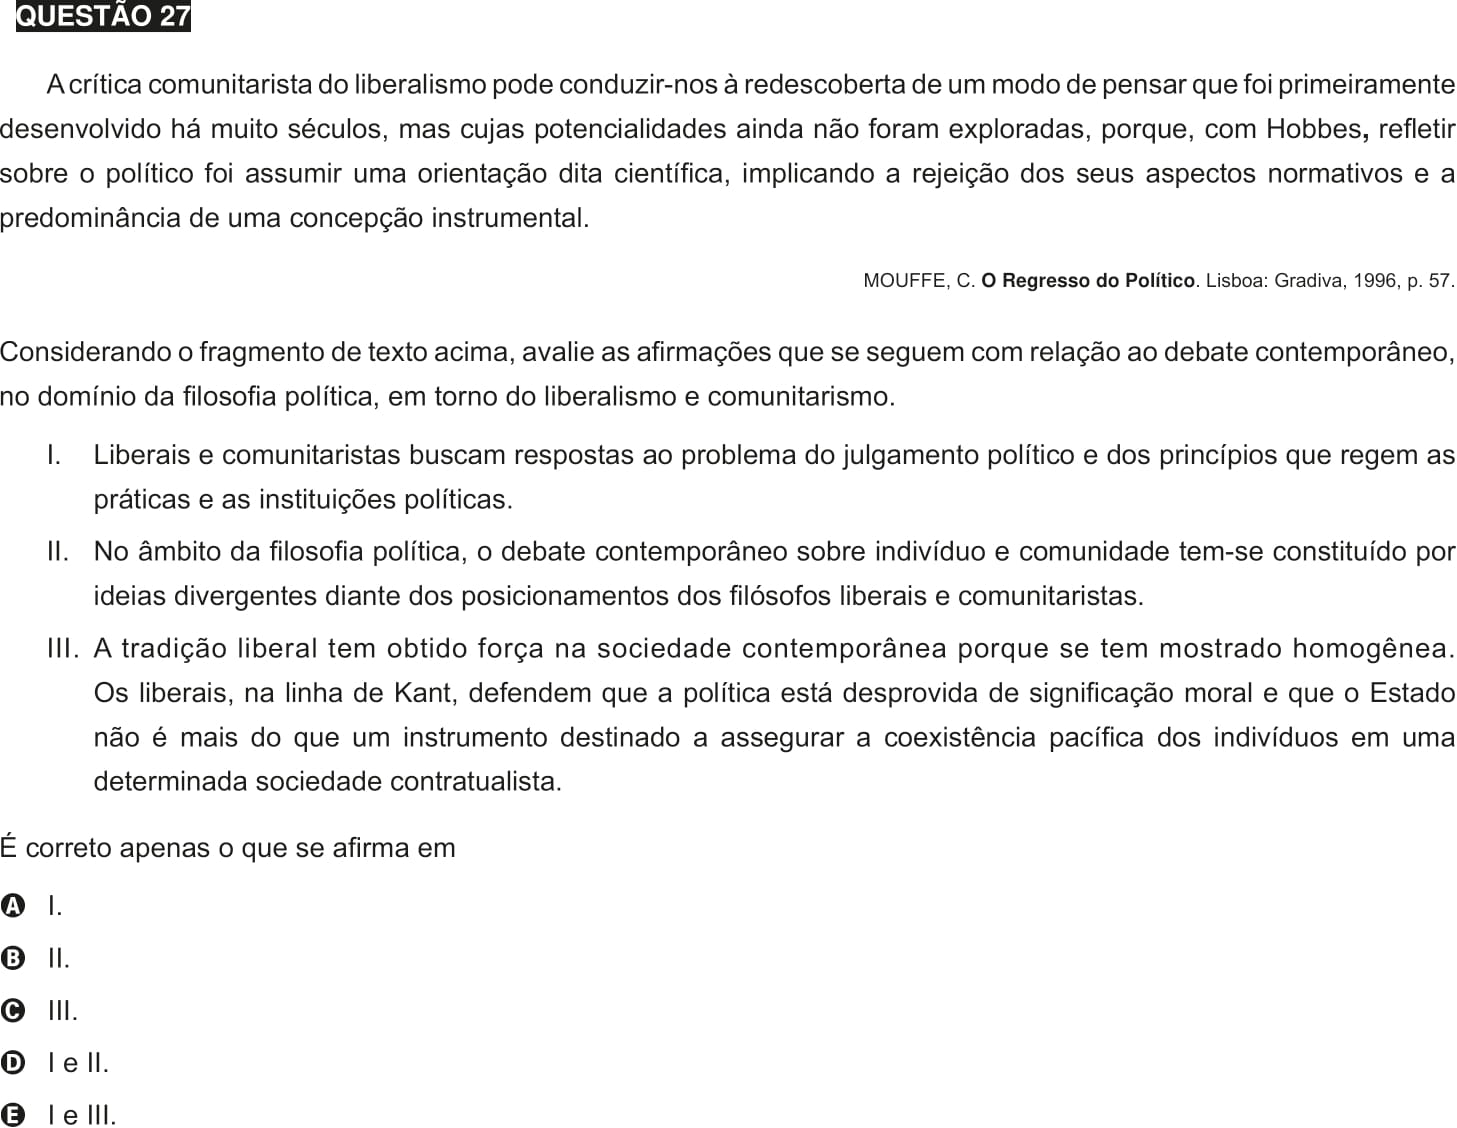 QUESTÃO 27
A crítica comunitarista do liberalismo pode conduzir-nos à redescoberta de um modo de pensar que foi primeiramente
desenvolvido há muito séculos, mas cujas potencialidades ainda não foram exploradas, porque, com Hobbes, refletir
sobre o político foi assumir uma orientação dita científica, implicando a rejeição dos seus aspectos normativos e a
predominância de uma concepção instrumental.
MOUFFE, C. O Regresso do Político. Lisboa: Gradiva, 1996, p. 57.
Considerando o fragmento de texto acima, avalie as afirmações que se seguem com relação ao debate contemporâneo,
no domínio da filosofia política, em torno do liberalismo e comunitarismo.
I. Liberais e comunitaristas buscam respostas ao problema do julgamento político e dos princípios que regem as
práticas e as instituições políticas.
II. No âmbito da filosofia política, o debate contemporâneo sobre indivíduo e comunidade tem-se constituído por
ideias divergentes diante dos posicionamentos dos filósofos liberais e comunitaristas.
III. A tradição liberal tem obtido força na sociedade contemporânea porque se tem mostrado homogênea.
Os liberais, na linha de Kant, defendem que a política está desprovida de significação moral e que o Estado
não é mais do que um instrumento destinado a assegurar a coexistência pacífica dos indivíduos em uma
determinada sociedade contratualista.
É correto apenas o que se afirma em
A I.
B II.
C III.
D I e II.
E I e III.